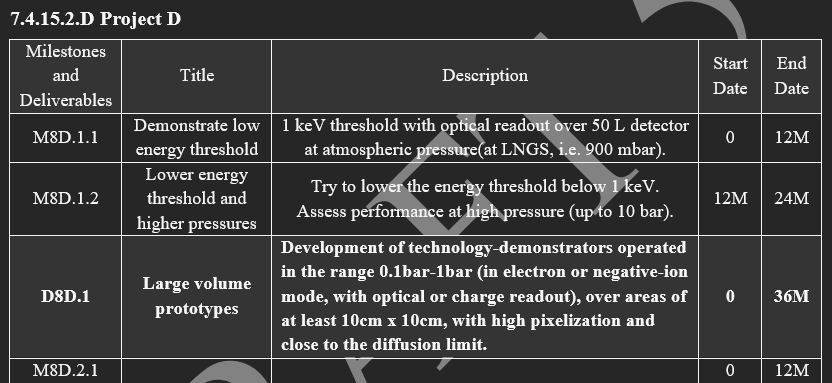 7.4.15.2.D Project D
Milestones and Deliverables Title Description Start Date End Date
M8D.1.1 Demonstrate low energy threshold 1 keV threshold with optical readout over 50 L detector at atmospheric pressure(at LNGS, i.e. 900 mbar). 0 12M
M8D.1.2 Lower energy threshold and higher pressures Try to lower the energy threshold below 1 keV. Assess performance at high pressure (up to 10 bar). 12M 24M
D8D.1 Large volume prototypes Development of technology-demonstrators operated in the range 0.1bar-1bar (in electron or negative-ion mode, with optical or charge readout), over areas of at least 10cm x 10cm, with high pixelization and close to the diffusion limit. 0 36M
M8D.2.1 0 12M